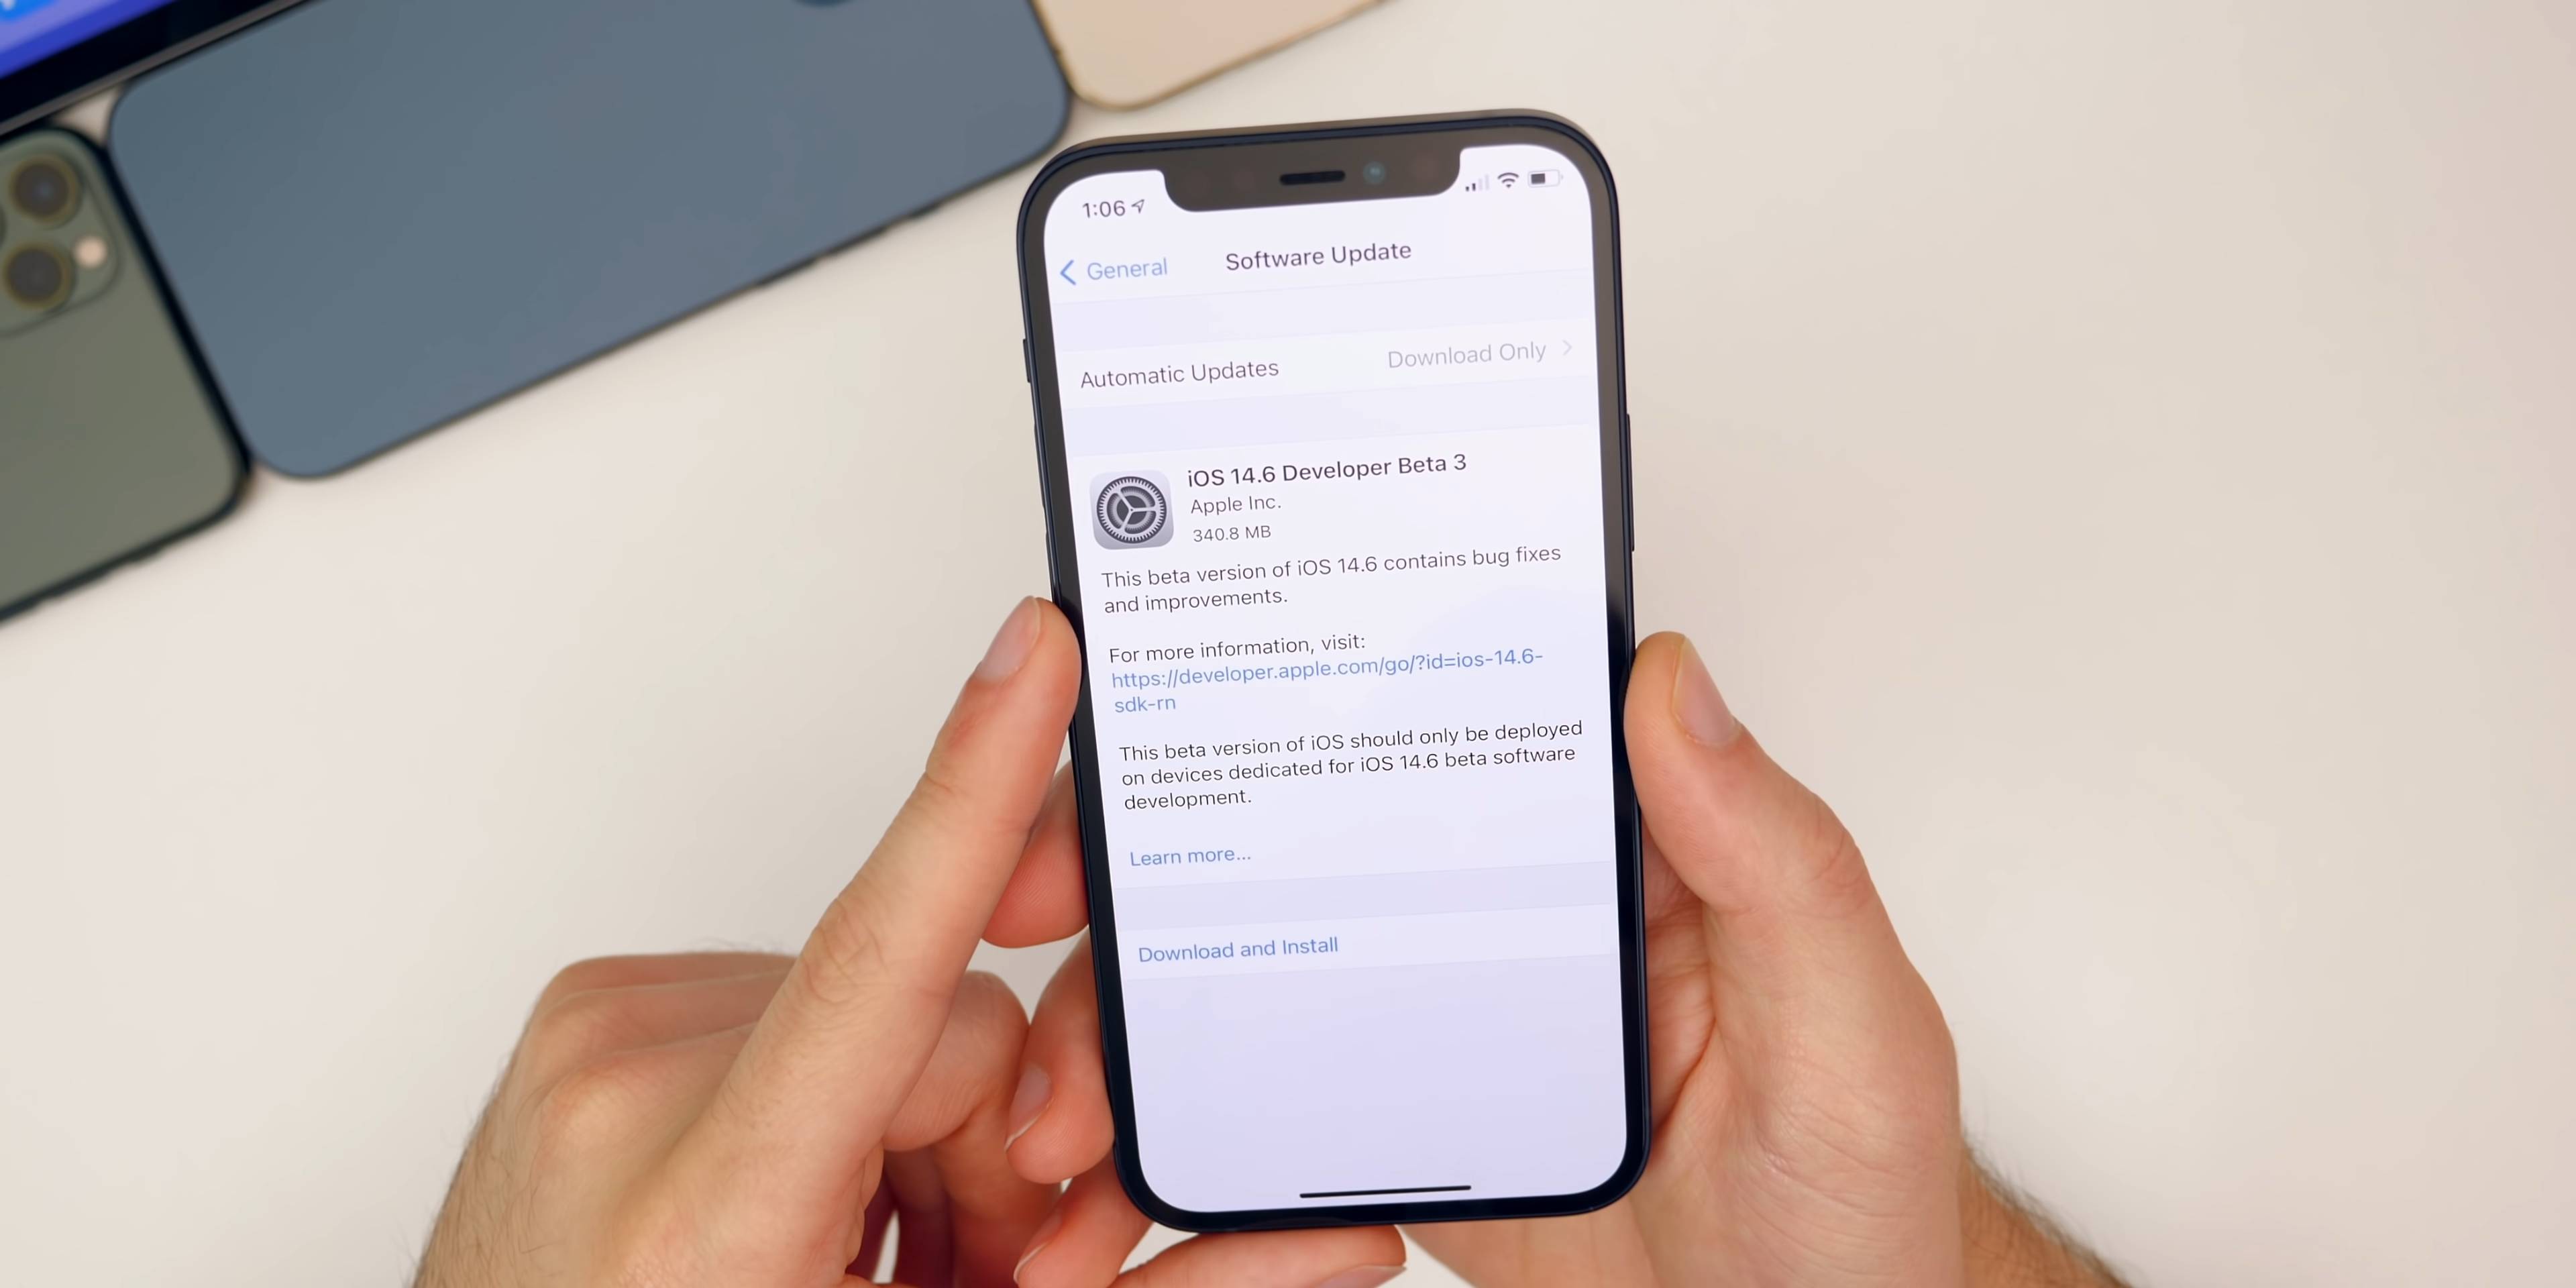 1:06
General
Software Update
Automatic Updates
Download Only
iOS 14.6 Developer Beta 3
Apple Inc.
340.8 MB
This beta version of iOS 14.6 contains bug fixes
and improvements.
For more information, visit:
https://developer.apple.com/go/?id=ios-14.6-
sdk-rn
This beta version of iOS should only be deployed
on devices dedicated for iOS 14.6 beta software
development.
Learn more...
Download and Install